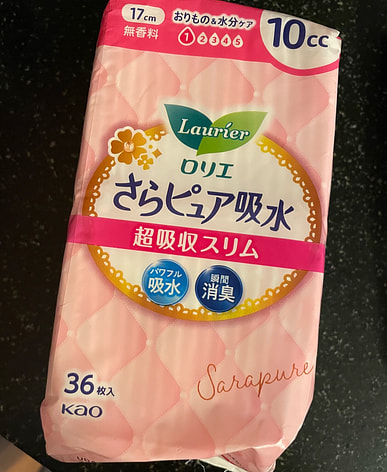 17cm
無香料
おりもの&水分ケア
1 2 3 4 5
10cc
Laurier
ロリエ
さらピュア吸水
超吸収スリム
パワフル
吸水
瞬間
消臭
36枚入
Kao
Sarapure